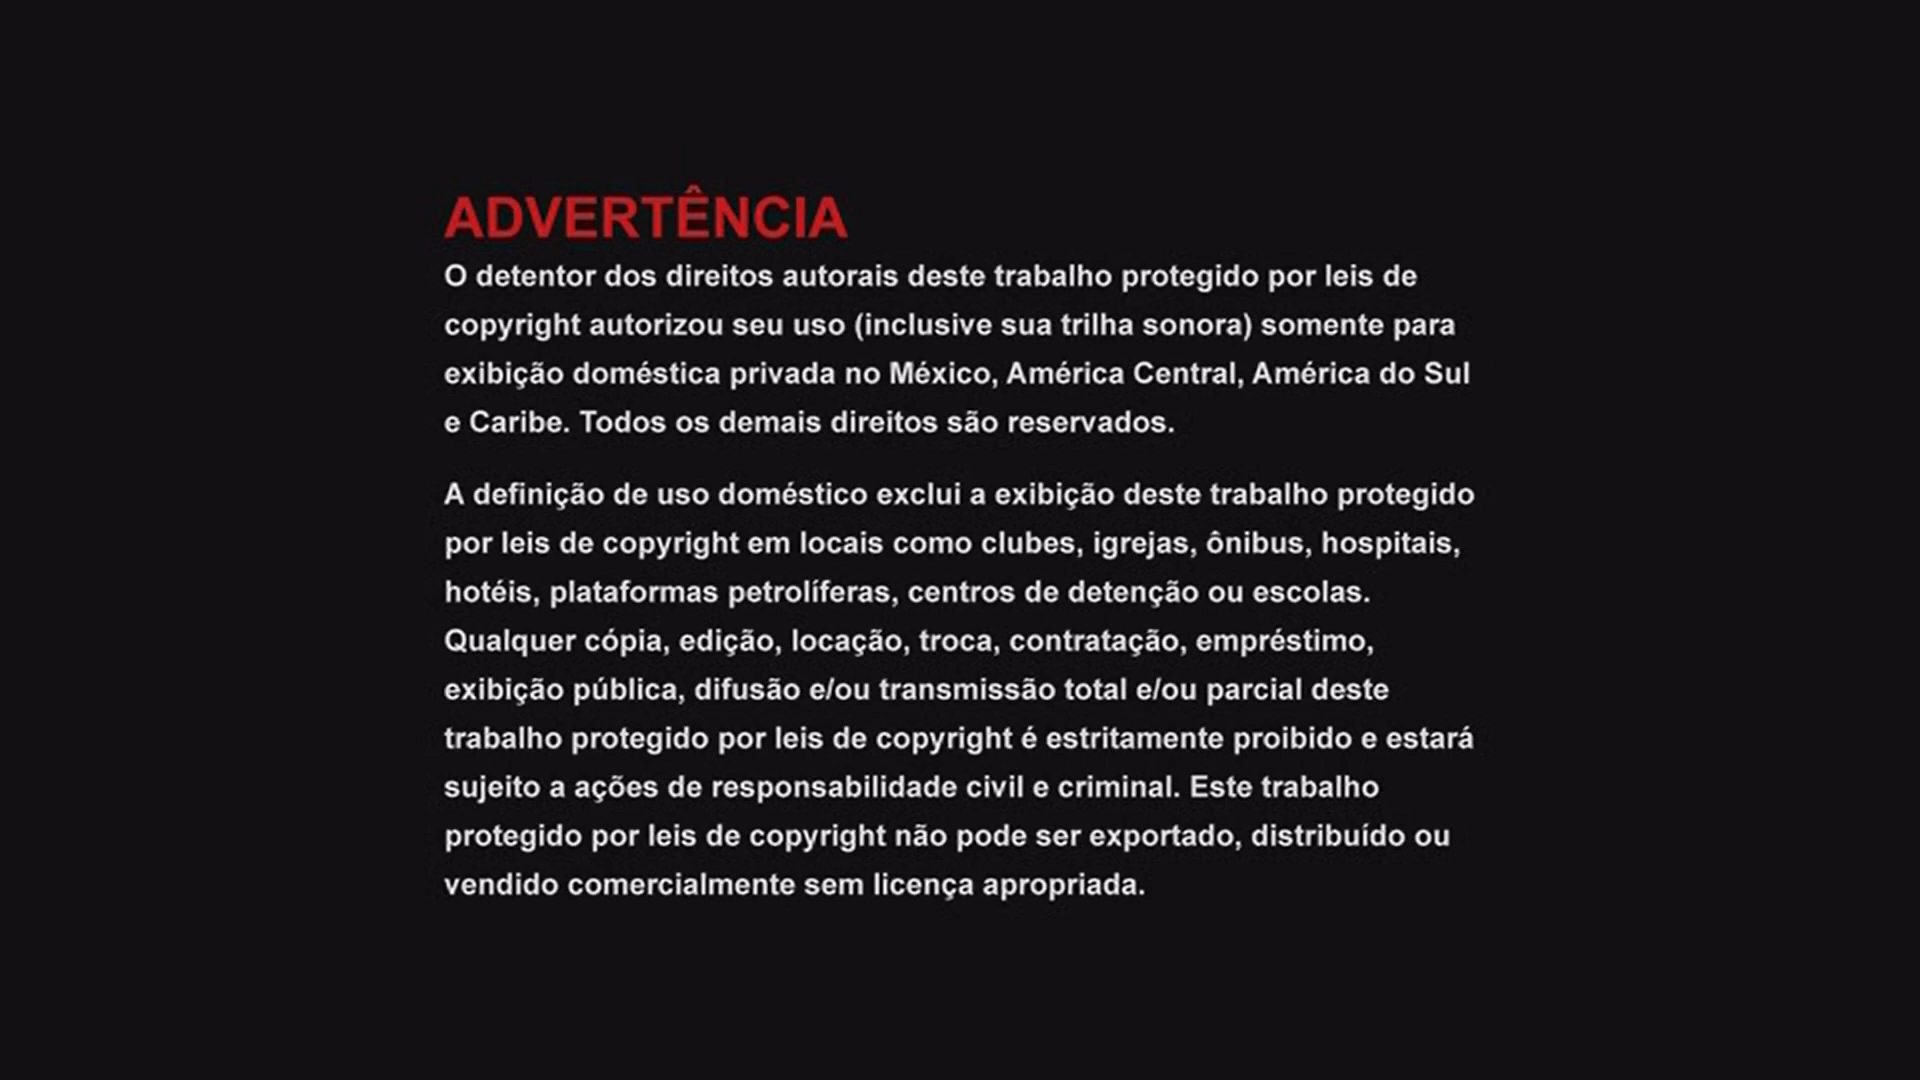 ADVERTÊNCIA
O detentor dos direitos autorais deste trabalho protegido por leis de
copyright autorizou seu uso (inclusive sua trilha sonora) somente para
exibição doméstica privada no México, América Central, América do Sul
e Caribe. Todos os demais direitos são reservados.
A definição de uso doméstico exclui a exibição deste trabalho protegido
por leis de copyright em locais como clubes, igrejas, ônibus, hospitais,
hotéis, plataformas petrolíferas, centros de detenção ou escolas.
Qualquer cópia, edição, locação, troca, contratação, empréstimo,
exibição pública, difusão e/ou transmissão total e/ou parcial deste
trabalho protegido por leis de copyright é estritamente proibido e estará
sujeito a ações de responsabilidade civil e criminal. Este trabalho
protegido por leis de copyright não pode ser exportado, distribuído ou
vendido comercialmente sem licença apropriada.